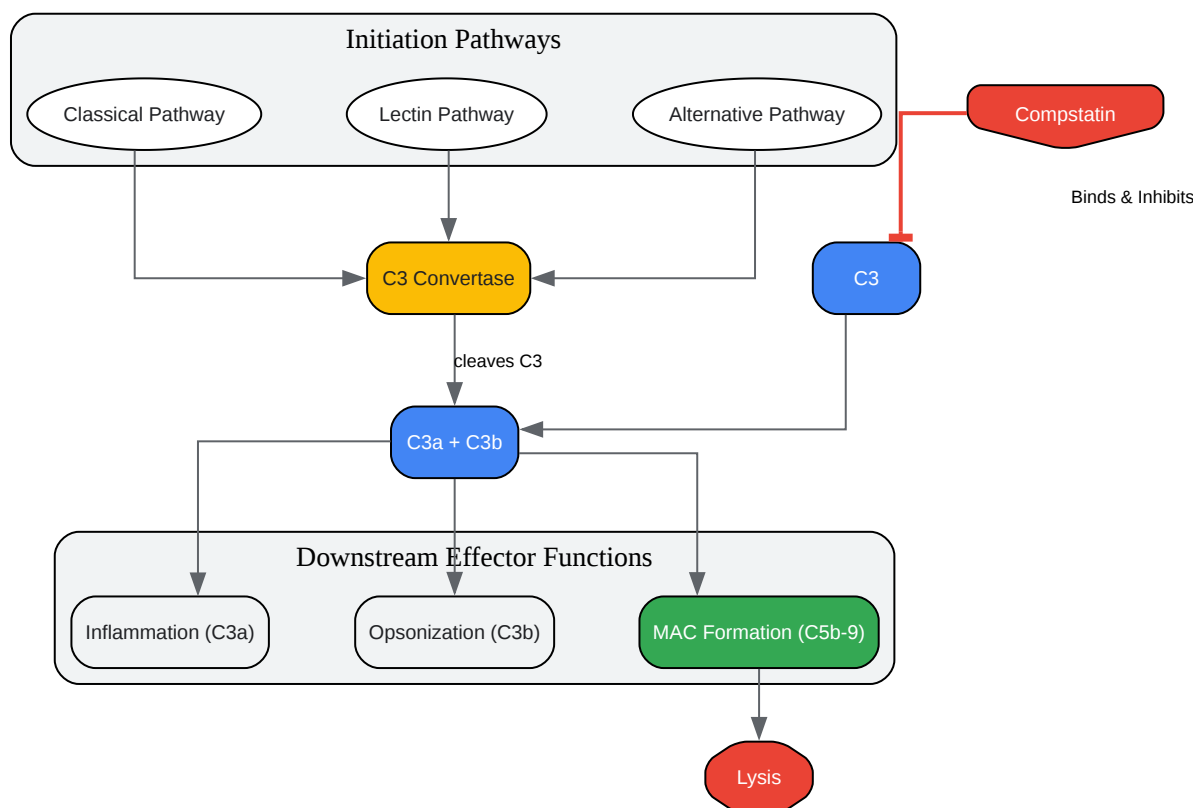 Initiation Pathways
Classical Pathway
Lectin Pathway
Alternative Pathway
Compstatin
Binds & Inhibits
C3 Convertase
C3
cleaves C3
C3a + C3b
Downstream Effector Functions
Inflammation (C3a)
Opsonization (C3b)
MAC Formation (C5b-9)
Lysis